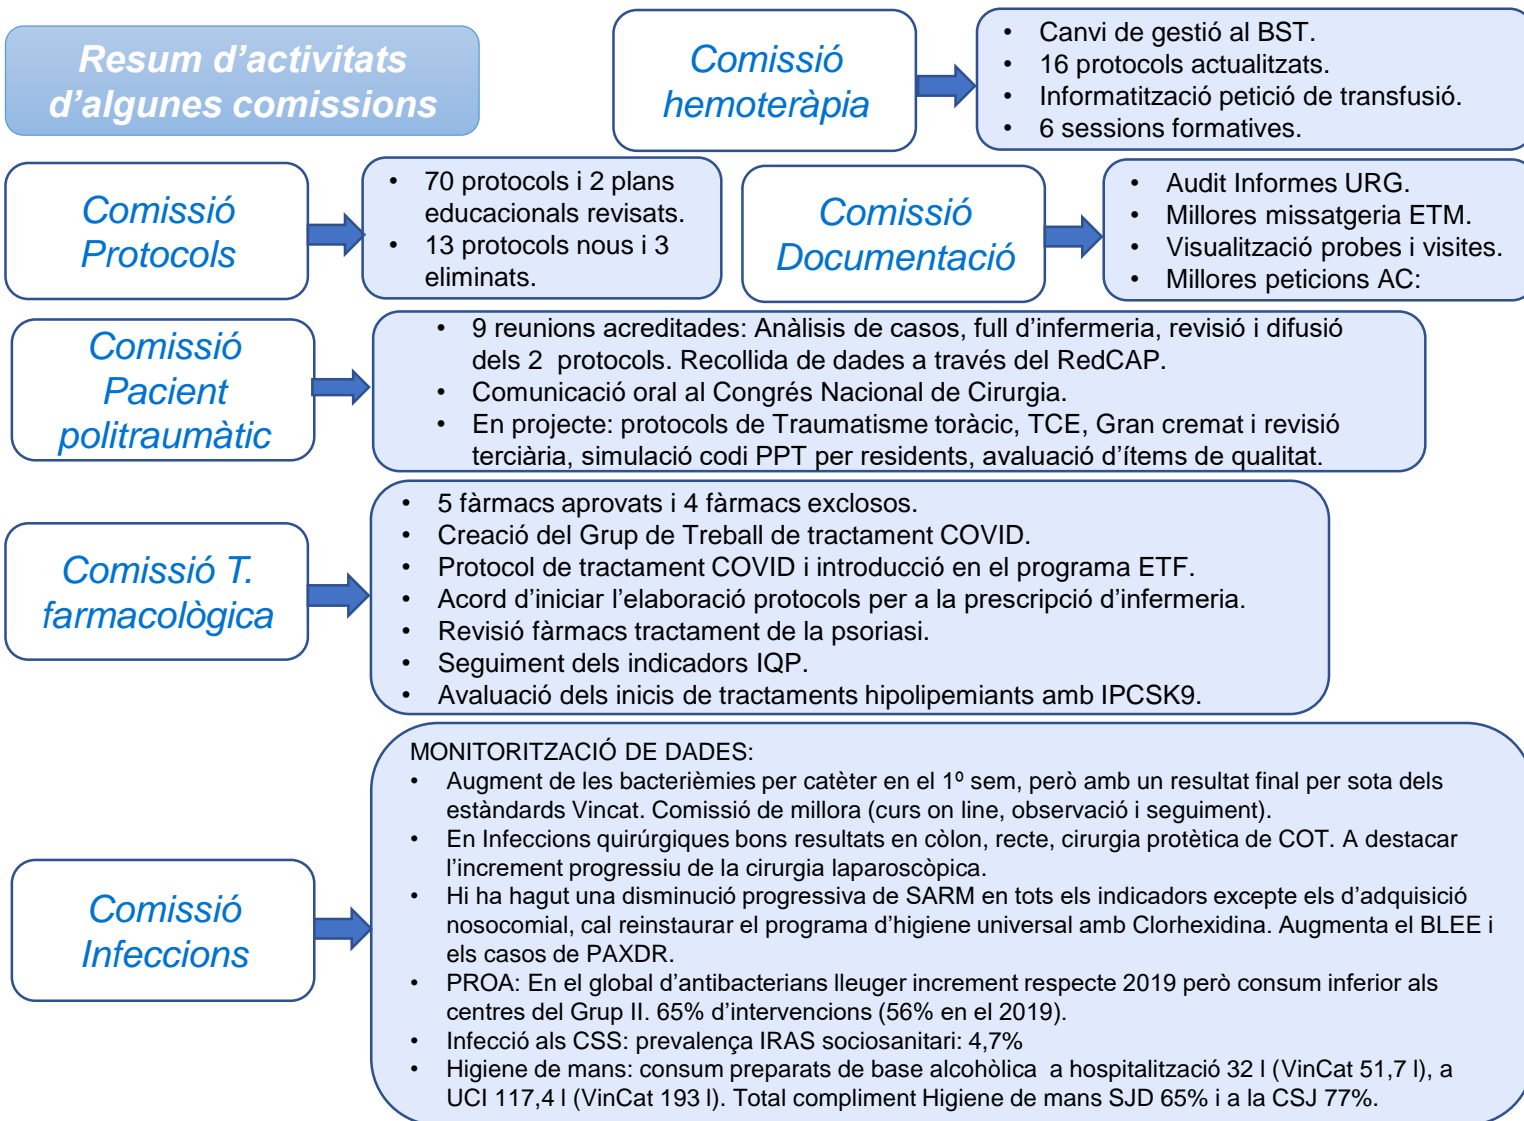 Resum d’activitats
d’algunes comissions
Comissió
hemoteràpia
• Canvi de gestió al BST.
• 16 protocols actualitzats.
• Informatització petició de transfusió.
• 6 sessions formatives.
Comissió
Protocols
• 70 protocols i 2 plans
educacionals revisats.
• 13 protocols nous i 3
eliminats.
Comissió
Documentació
• Audit Informes URG.
• Millores missatgeria ETM.
• Visualització probes i visites.
• Millores peticions AC:
Comissió
Pacient
politraumàtic
• 9 reunions acreditades: Anàlisis de casos, full d’infermeria, revisió i difusió
dels 2 protocols. Recollida de dades a través del RedCAP.
• Comunicació oral al Congrés Nacional de Cirurgia.
• En projecte: protocols de Traumatisme toràcic, TCE, Gran cremat i revisió
terciària, simulació codi PPT per residents, avaluació d’ítems de qualitat.
Comissió T.
farmacològica
• 5 fàrmacs aprovats i 4 fàrmacs exclosos.
• Creació del Grup de Treball de tractament COVID.
• Protocol de tractament COVID i introducció en el programa ETF.
• Acord d’iniciar l’elaboració protocols per a la prescripció d’infermeria.
• Revisió fàrmacs tractament de la psoriasi.
• Seguiment dels indicadors IQP.
• Avaluació dels inicis de tractaments hipolipemiants amb IPCSK9.
Comissió
Infeccions
MONITORITZACIÓ DE DADES:
• Augment de les bacterièmies per catèter en el 1º sem, però amb un resultat final per sota dels
estàndards Vincat. Comissió de millora (curs on line, observació i seguiment).
• En Infeccions quirúrgiques bons resultats en còlon, recte, cirurgia protètica de COT. A destacar
l’increment progressiu de la cirurgia laparoscòpica.
• Hi ha hagut una disminució progressiva de SARM en tots els indicadors excepte els d’adquisició
nosocomial, cal reinstaurar el programa d’higiene universal amb Clorhexidina. Augmenta el BLEE i
els casos de PAXDR.
• PROA: En el global d’antibacterians lleuger increment respecte 2019 però consum inferior als
centres del Grup II. 65% d’intervencions (56% en el 2019).
• Infecció als CSS: prevalença IRAS sociosanitari: 4,7%
• Higiene de mans: consum preparats de base alcohòlica a hospitalització 32 l (VinCat 51,7 l), a
UCI 117,4 l (VinCat 193 l). Total compliment Higiene de mans SJD 65% i a la CSJ 77%.